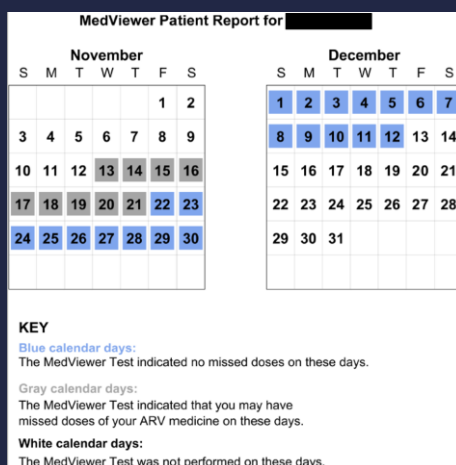 MedViewer Patient Report for
November
S M T W T F S
1 2
3 4 5 6 7 8 9
10 11 12 13 14 15 16
17 18 19 20 21 22 23
24 25 26 27 28 29 30
December
S M T W T F S
1 2 3 4 5 6 7
8 9 10 11 12 13 14
15 16 17 18 19 20 21
22 23 24 25 26 27 28
29 30 31
KEY
Blue calendar days:
The MedViewer Test indicated no missed doses on these days.
Gray calendar days:
The MedViewer Test indicated that you may have
missed doses of your ARV medicine on these days.
White calendar days:
The MedViewer Test was not performed on these days.